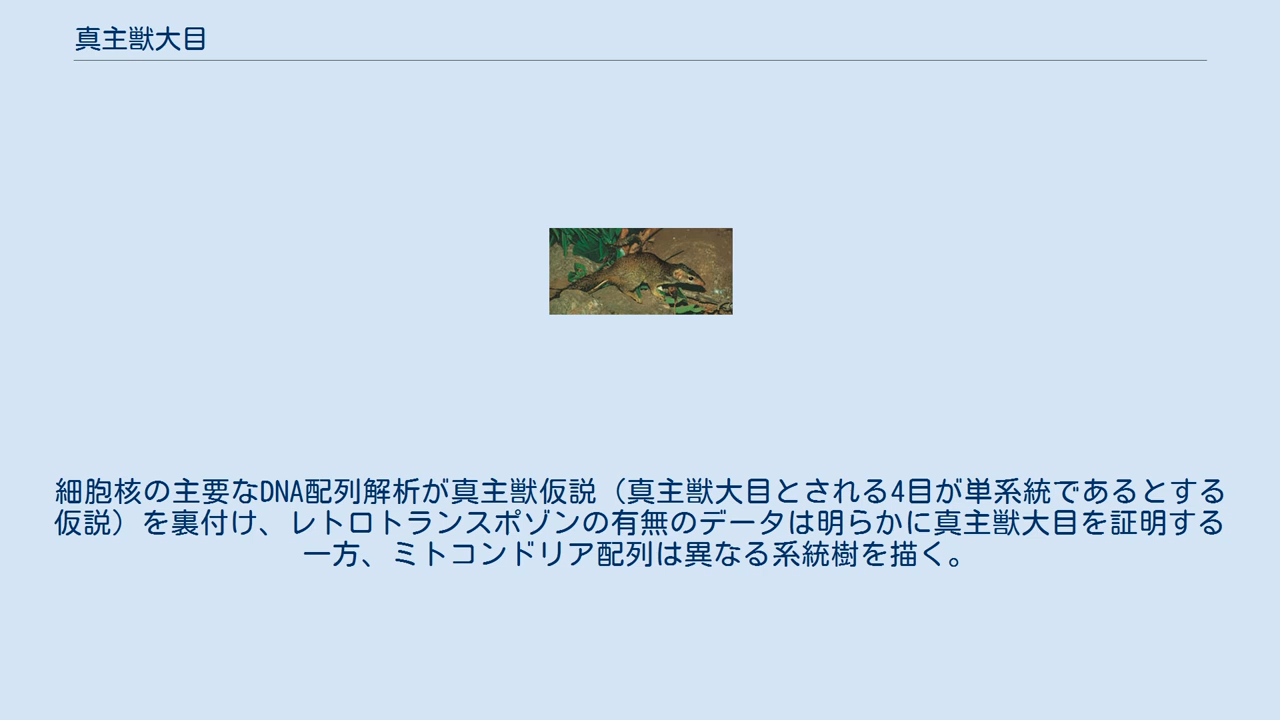 真主獣大目
細胞核の主要なDNA配列解析が真主獣仮説（真主獣大目とされる4目が単系統であるとする
仮説）を裏付け、レトロトランスポゾンの有無のデータは明らかに真主獣大目を証明する
一方、ミトコンドリア配列は異なる系統樹を描く。